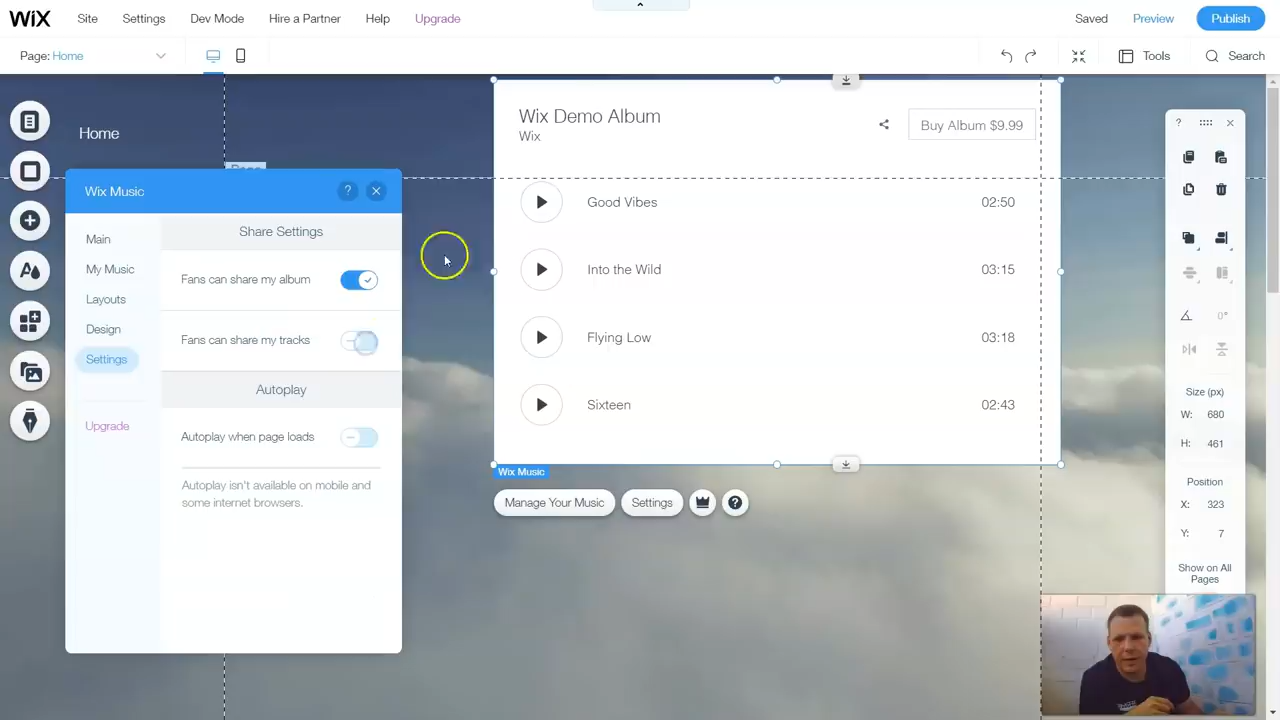 WiX Site Settings Dev Mode Hire a Partner Help Upgrade Saved Preview Publish
Page: Home Tools Search
Home
Wix Music ?
Main
My Music
Layouts
Design
Settings
Upgrade
Share Settings
Fans can share my album
Fans can share my tracks
Autoplay
Autoplay when page loads
Autoplay isn't available on mobile and
some internet browsers.
Wix Demo Album
Wix
Buy Album $9.99
Good Vibes 02:50
Into the Wild 03:15
Flying Low 03:18
Sixteen 02:43
Wix Music
Manage Your Music Settings ?
?
0°
Size (px)
W: 680
H: 461
Position
X: 323
Y: 7
Show on All
Pages